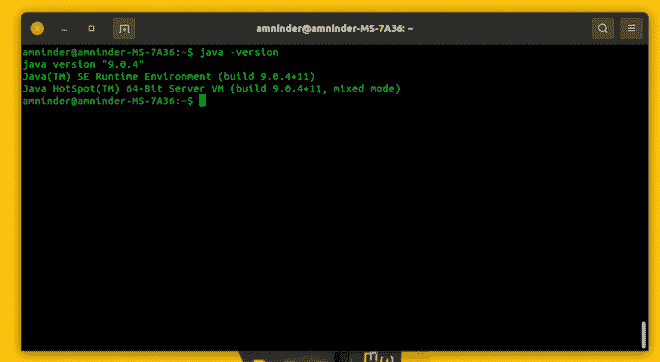 amninder@amninder-MS-7A36: ~
amninder@amninder-MS-7A36:~$ java -version
java version "9.0.4"
Java(TM) SE Runtime Environment (build 9.0.4+11)
Java HotSpot(TM) 64-Bit Server VM (build 9.0.4+11, mixed mode)
amninder@amninder-MS-7A36:~$